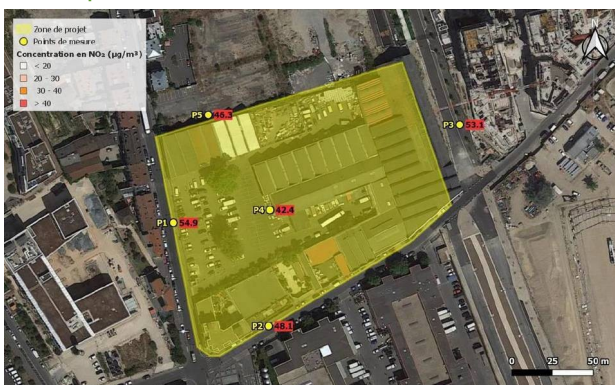 Zone de projet
Points de mesure
Concentration en NO₂ (µg/m³)
< 20
20 - 30
30 - 40
> 40
N
P5 46.3
P3 53.1
P4 42.4
P1 54.9
P2 48.1
0 25 50 m